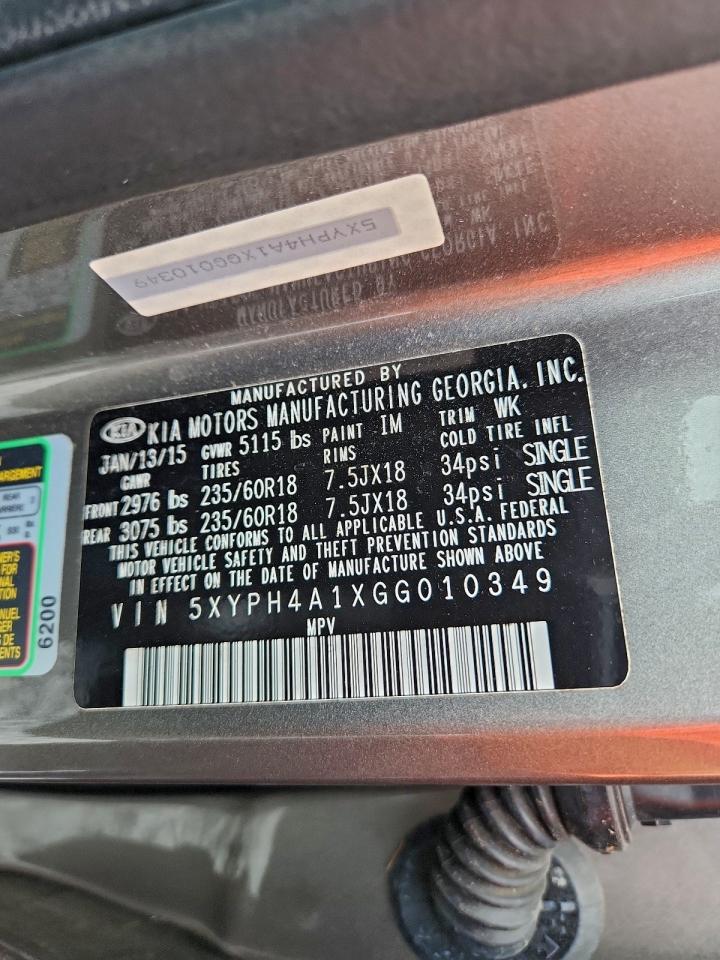 5XYPH4A1XGG010349
MANUFACTURED BY
KIA KIA MOTORS MANUFACTURING GEORGIA, INC.
JAN/13/15 GVWR 5115 lbs PAINT IM TRIM WK
GAWR TIRES RIMS COLD TIRE INFL
FRONT 2976 lbs 235/60R18 7.5JX18 34psi SINGLE
REAR 3075 lbs 235/60R18 7.5JX18 34psi SINGLE
THIS VEHICLE CONFORMS TO ALL APPLICABLE U.S.A. FEDERAL
MOTOR VEHICLE SAFETY AND THEFT PREVENTION STANDARDS
IN EFFECT ON THE DATE OF MANUFACTURE SHOWN ABOVE
VIN 5XYPH4A1XGG010349
MPV
6200